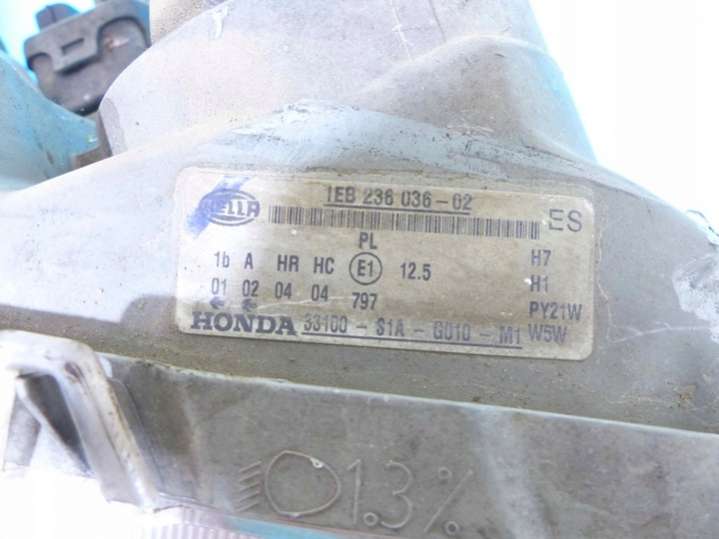 HELLA
1EB 236 036-02
ES
PL
1b A HR HC E1 12.5
H7
01 02 04 04 797
H1
PY21W
HONDA 33100 - S1A - G010 - M1
W5W
1.3%